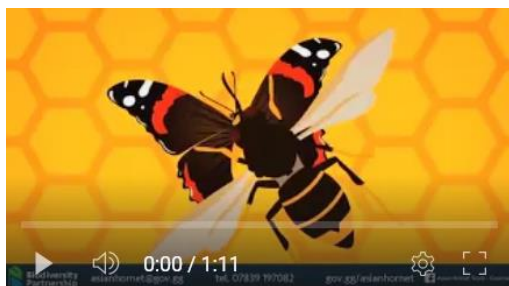 0:00 / 1:11
Biodiversity
Partnership
asianhornet@gov.gg
tel. 07839 197082
gov.gg/asianhornet